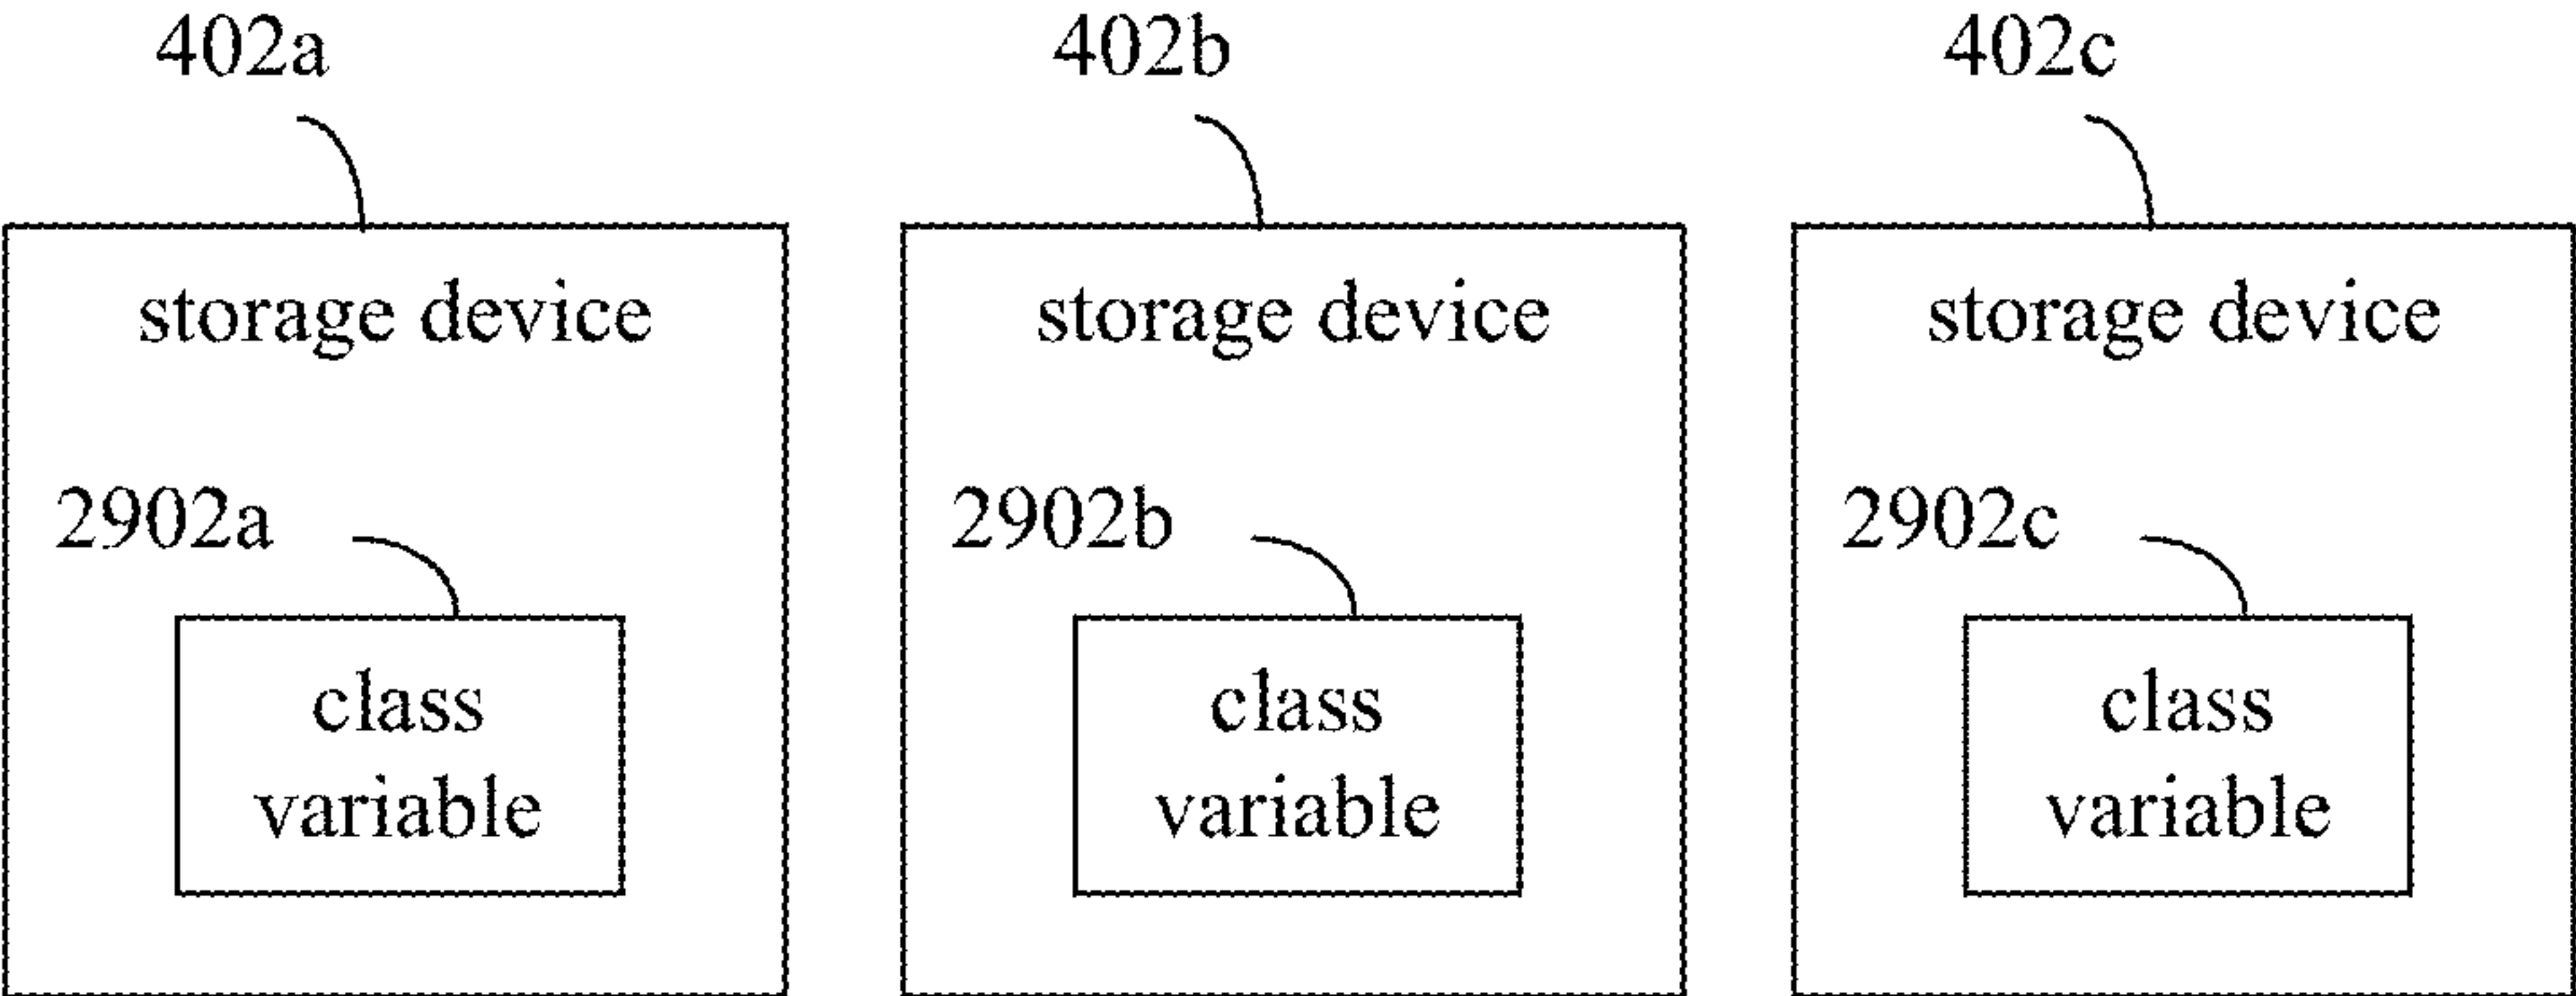 402a
402b
402c
storage device
storage device
storage device
2902a
2902b
2902c
class
variable
class
variable
class
variable